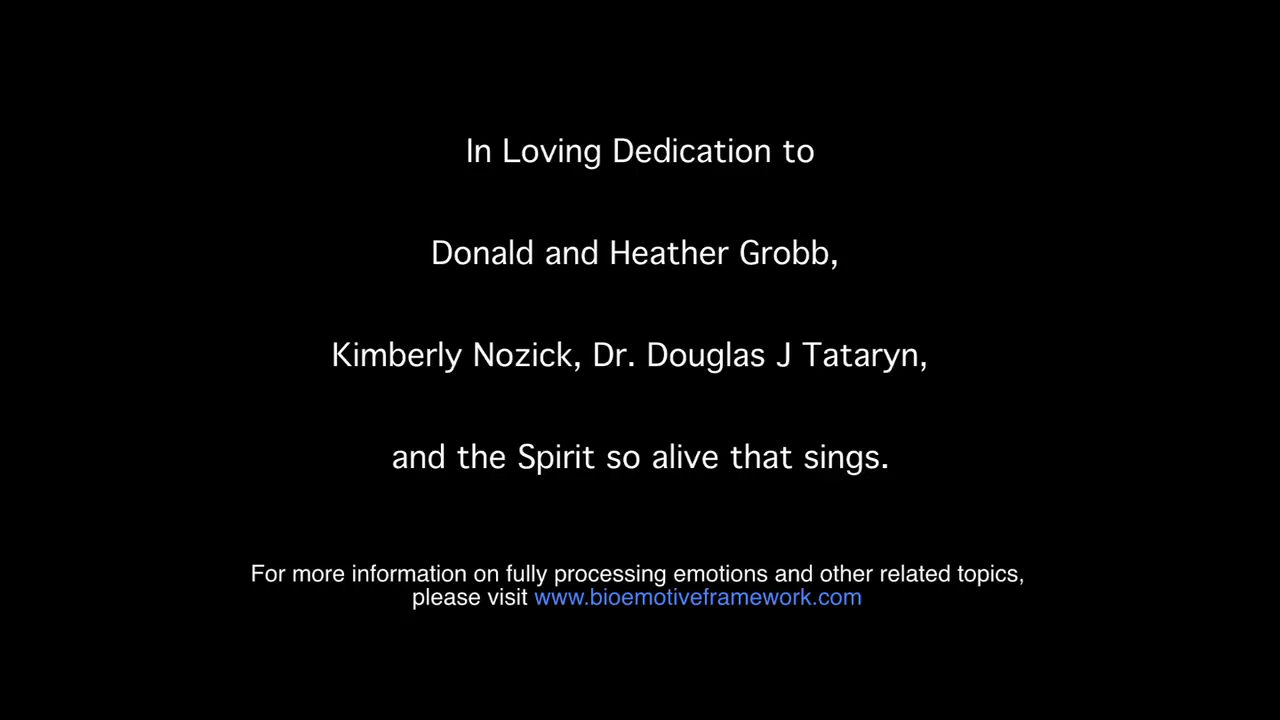 In Loving Dedication to
Donald and Heather Grobb,
Kimberly Nozick, Dr. Douglas J Tataryn,
and the Spirit so alive that sings.
For more information on fully processing emotions and other related topics,
please visit www.bioemotiveframework.com